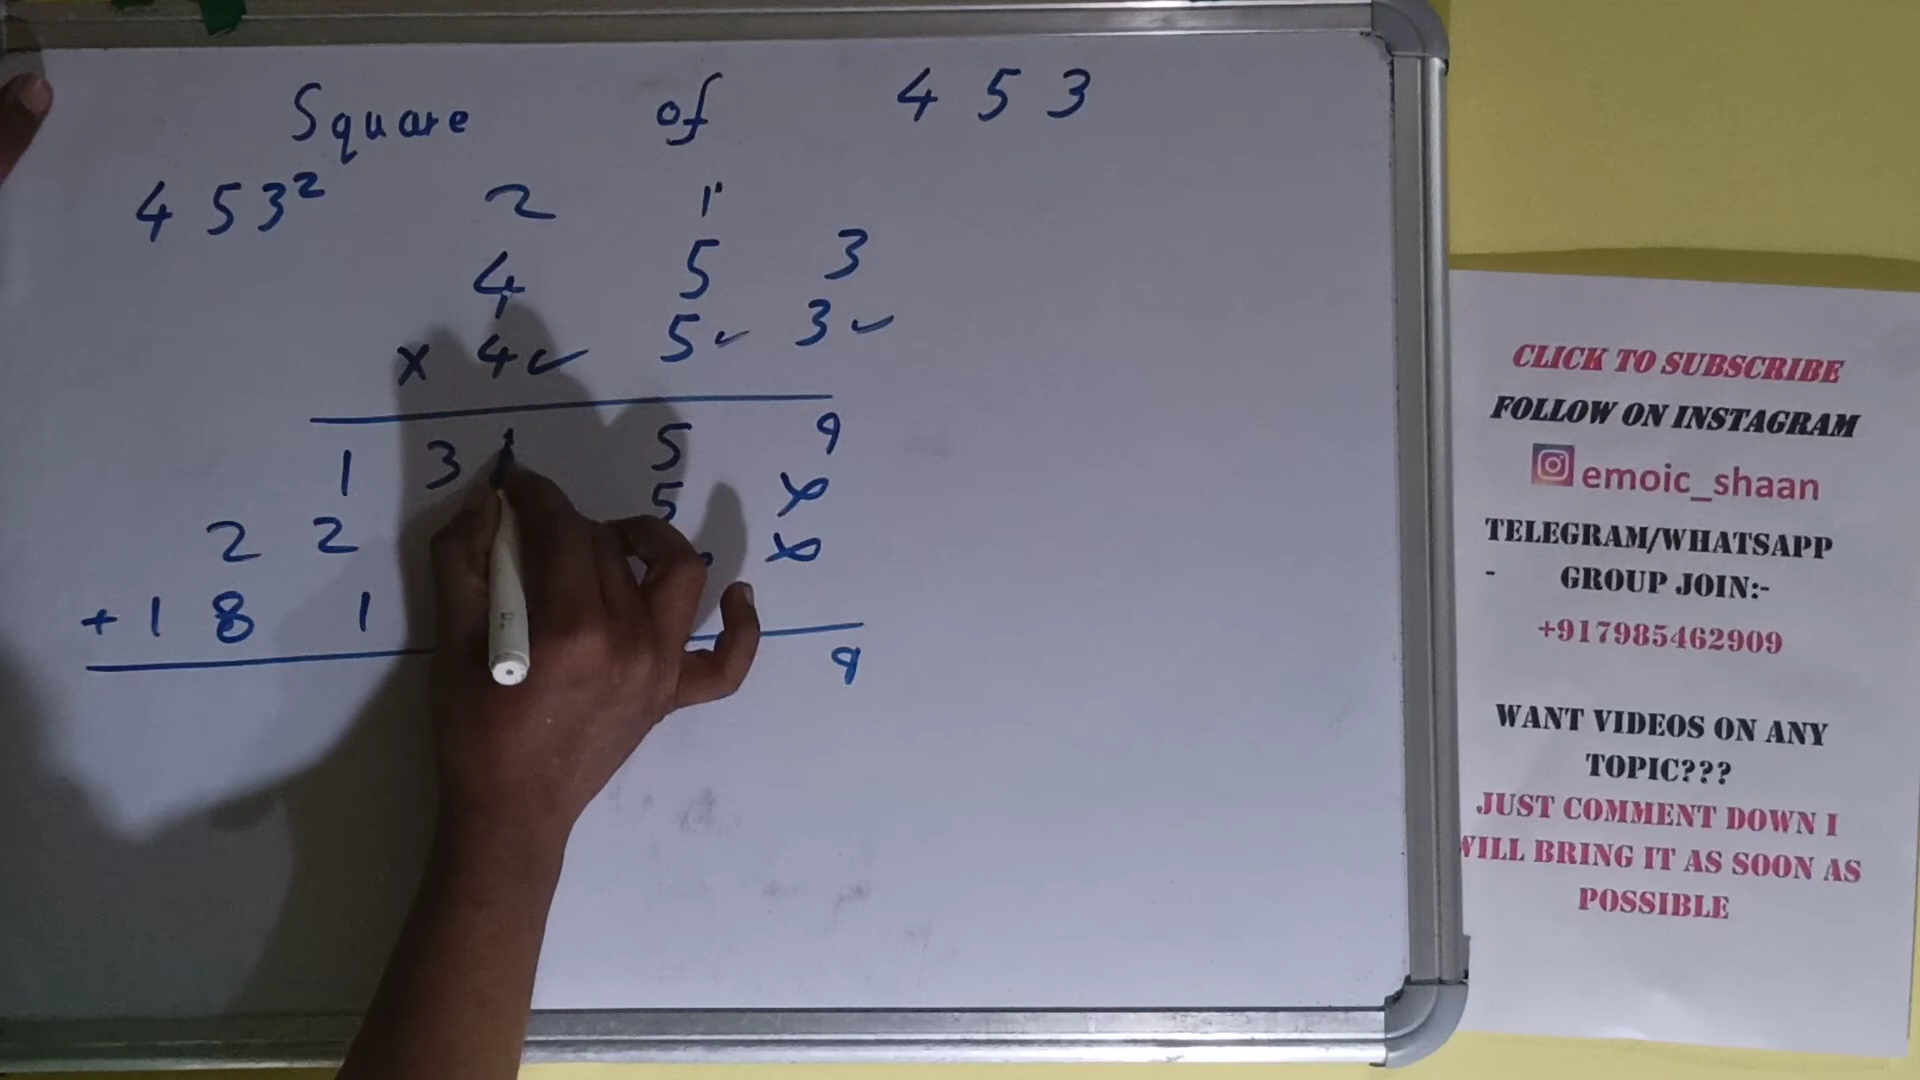 Square of 453
453² 2 1
4 5 3
× 4 ✓ 5 ✓ 3 ✓
1 3 5 9
2 2 5 ×
×
+ 1 8 1
9
CLICK TO SUBSCRIBE
FOLLOW ON INSTAGRAM
emoic_shaan
TELEGRAM/WHATSAPP
- GROUP JOIN:-
+917985462909
WANT VIDEOS ON ANY
TOPIC???
JUST COMMENT DOWN I
WILL BRING IT AS SOON AS
POSSIBLE